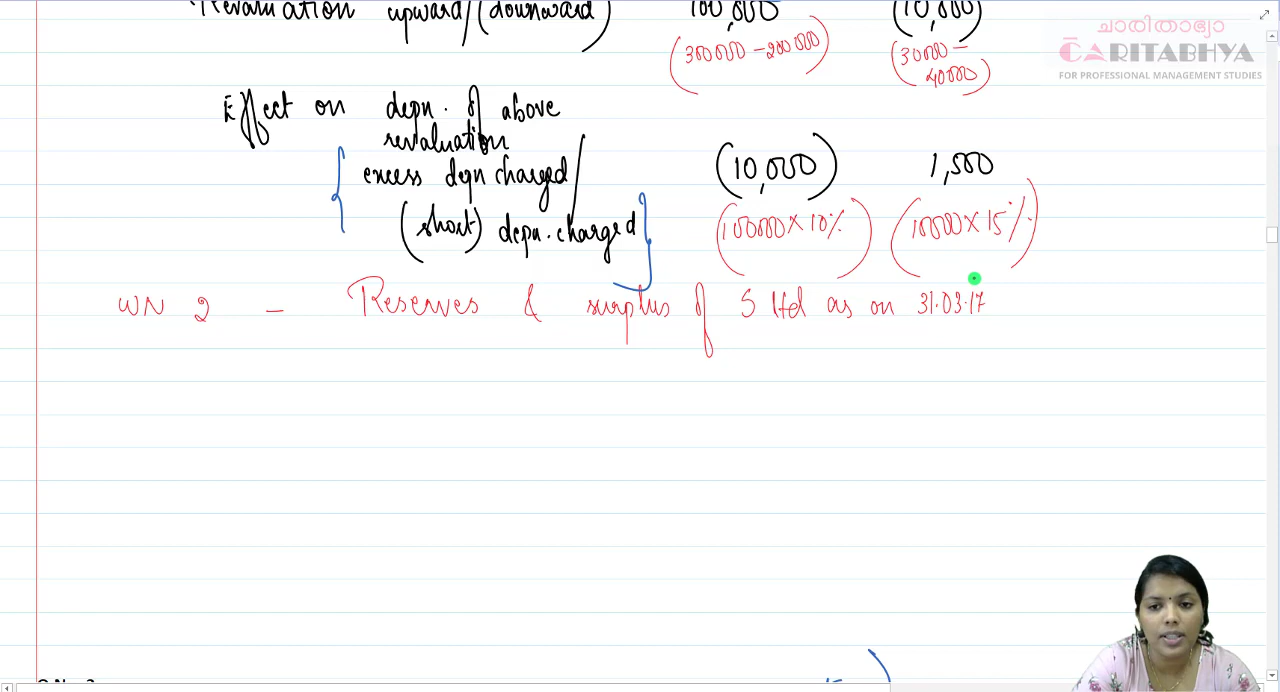 Revaluation upward/(downward) 100,000 (10,000)
(300000 - 200000) (30000 - 40000)
ചാരിതാഭ്യാ
CARITABHYA
FOR PROFESSIONAL MANAGEMENT STUDIES
Effect on depn. of above
revaluation
excess depn charged/ (10,000) 1,500
(short) depn. charged (100000 × 10% ) (10000 × 15%)
WN 2 - Reserves & surplus of S ltd as on 31.03.17